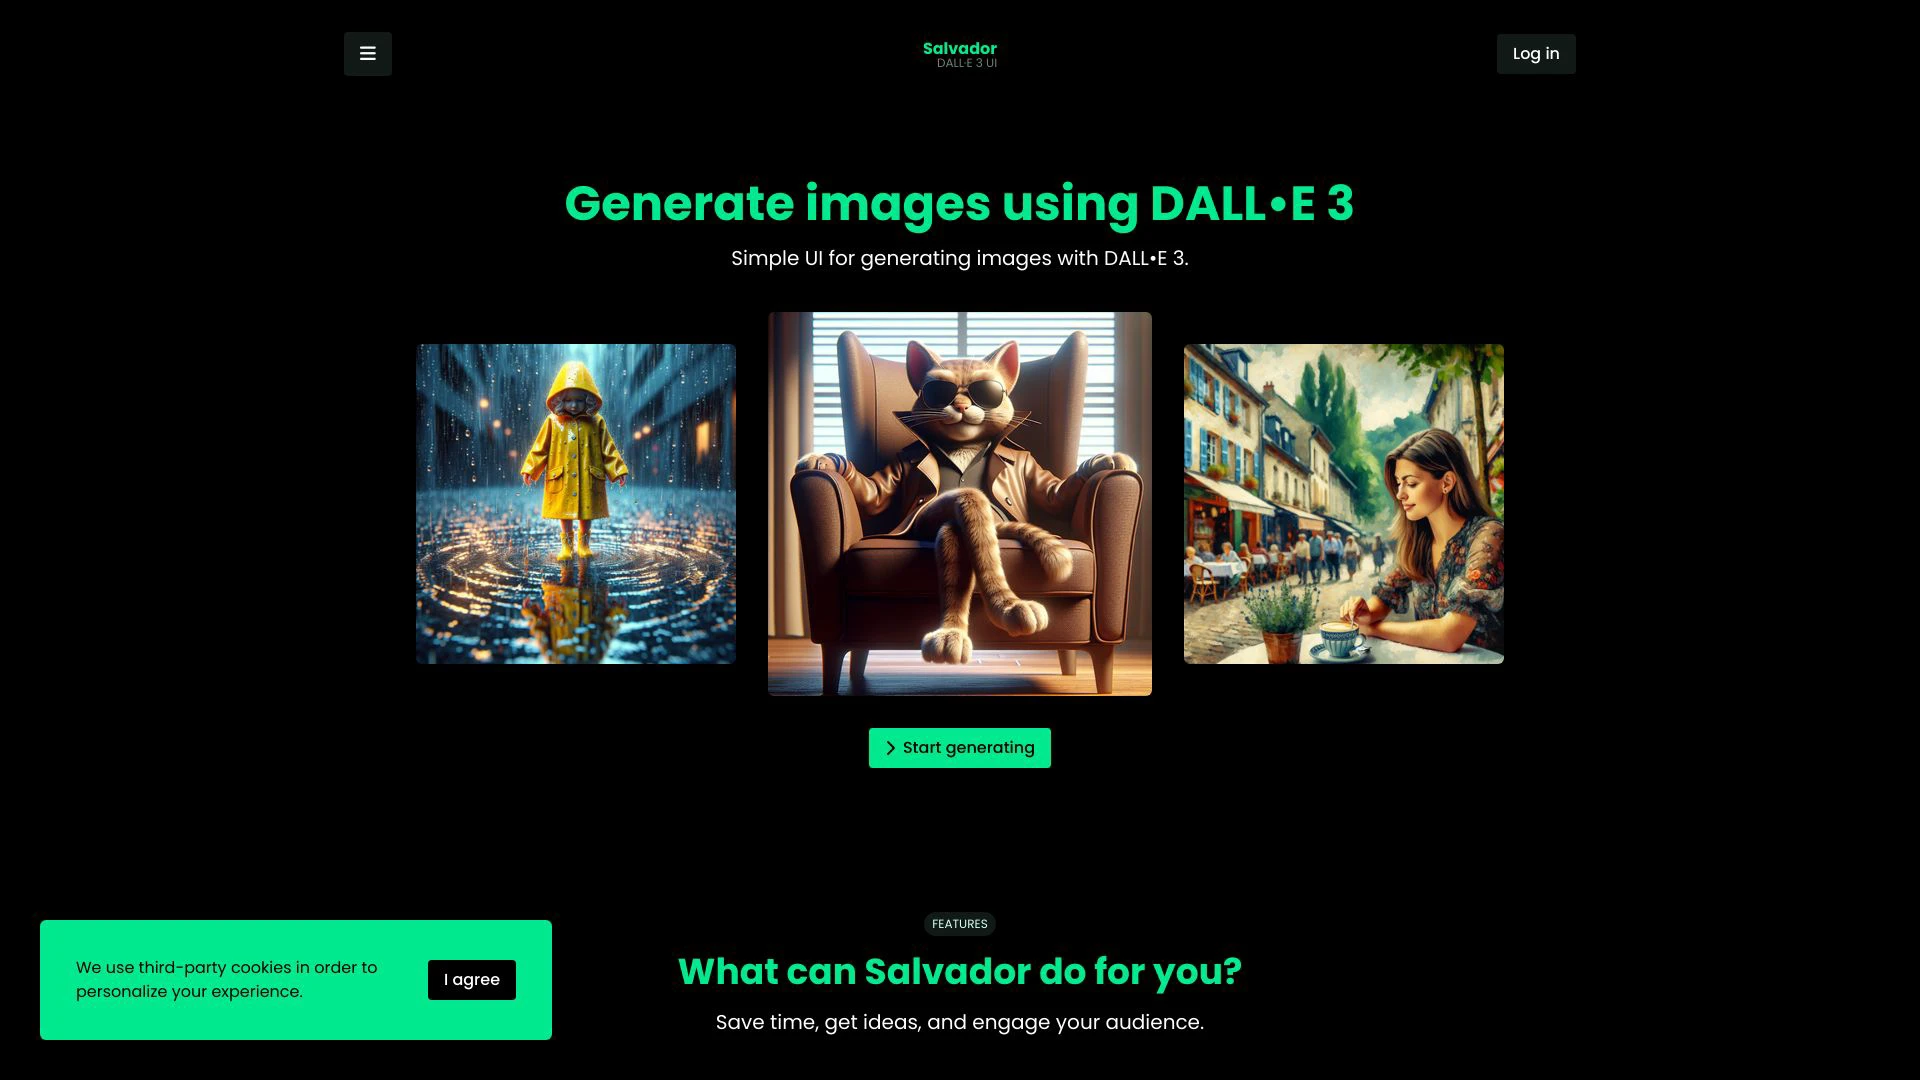 Salvador
DALL·E 3 UI
Log in
Generate images using DALL•E 3
Simple UI for generating images with DALL•E 3.
Start generating
FEATURES
What can Salvador do for you?
Save time, get ideas, and engage your audience.
We use third-party cookies in order to
personalize your experience.
I agree